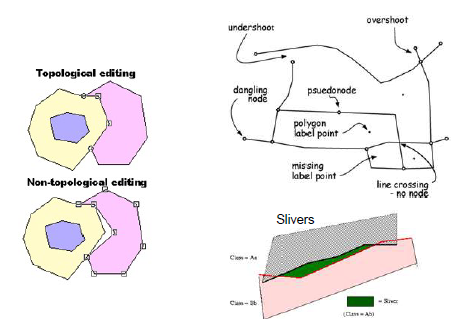 Topological editing
Non-topological editing
undershoot
overshoot
dangling
node
psuedonode
polygon
label point
missing
label point
line crossing
- no node
Slivers
Class = Aa
Class = Bb
= Sliver
(Class = Ab)